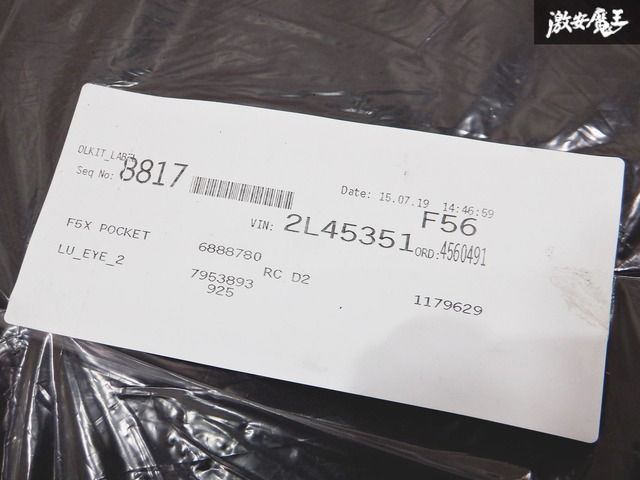 激安魔王
DLKIT_LABEL
Seq No: 8817
Date: 15.07.19 14:46:59
F56
VIN: 2L45351 ORD: 4560491
F5X POCKET
6888780
LU_EYE_2
RC D2
7953893
925
1179629